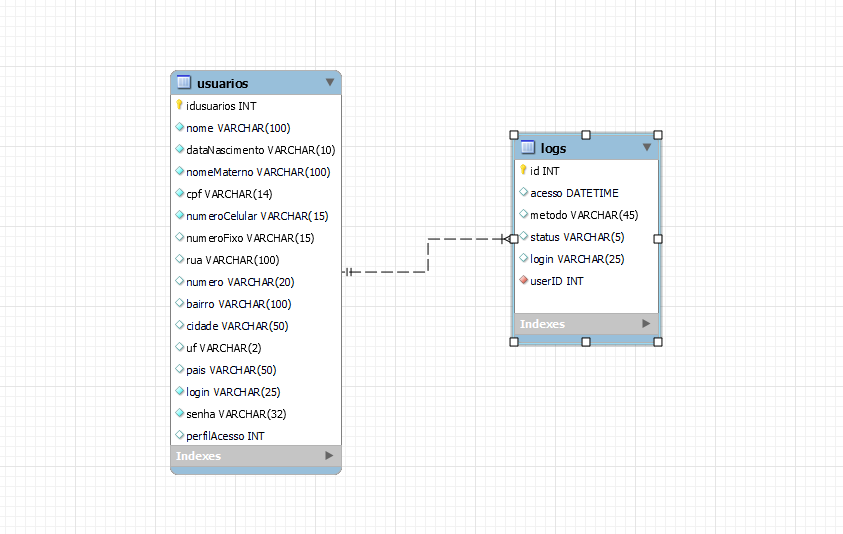 usuarios
idusuarios INT
nome VARCHAR(100)
dataNascimento VARCHAR(10)
nomeMaterno VARCHAR(100)
cpf VARCHAR(14)
numeroCelular VARCHAR(15)
numeroFixo VARCHAR(15)
rua VARCHAR(100)
numero VARCHAR(20)
bairro VARCHAR(100)
cidade VARCHAR(50)
uf VARCHAR(2)
pais VARCHAR(50)
login VARCHAR(25)
senha VARCHAR(32)
perfilAcesso INT
Indexes
logs
id INT
acesso DATETIME
metodo VARCHAR(45)
status VARCHAR(5)
login VARCHAR(25)
userID INT
Indexes